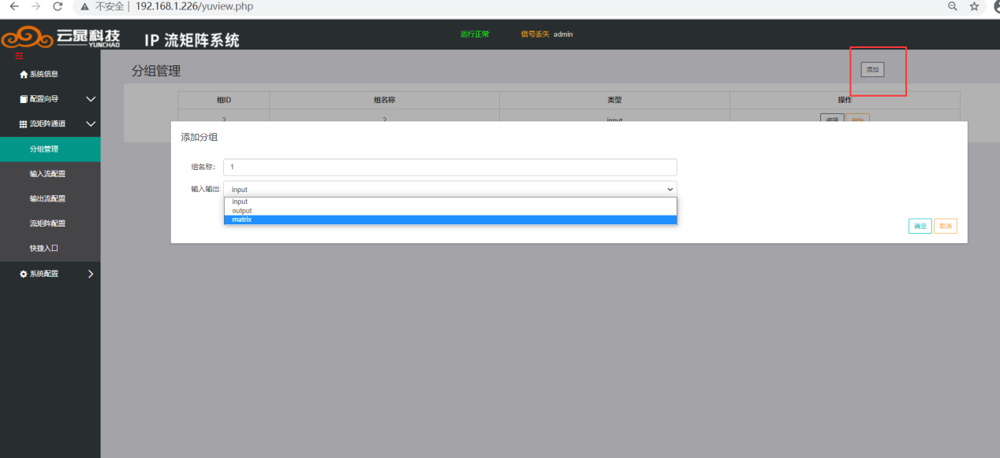 不安全 | 192.168.1.226/yuview.php
云晁科技
YUNCHAO
IP 流矩阵系统
运行正常 信号丢失 admin
系统信息
配置向导
流矩阵通道
分组管理
输入流配置
输出流配置
流矩阵配置
快捷入口
系统配置
分组管理
添加
组ID 组名称 类型 操作
2 2 input 编辑 删除
添加分组
组名称: 1
输入输出: input
input
output
matrix
确定 取消